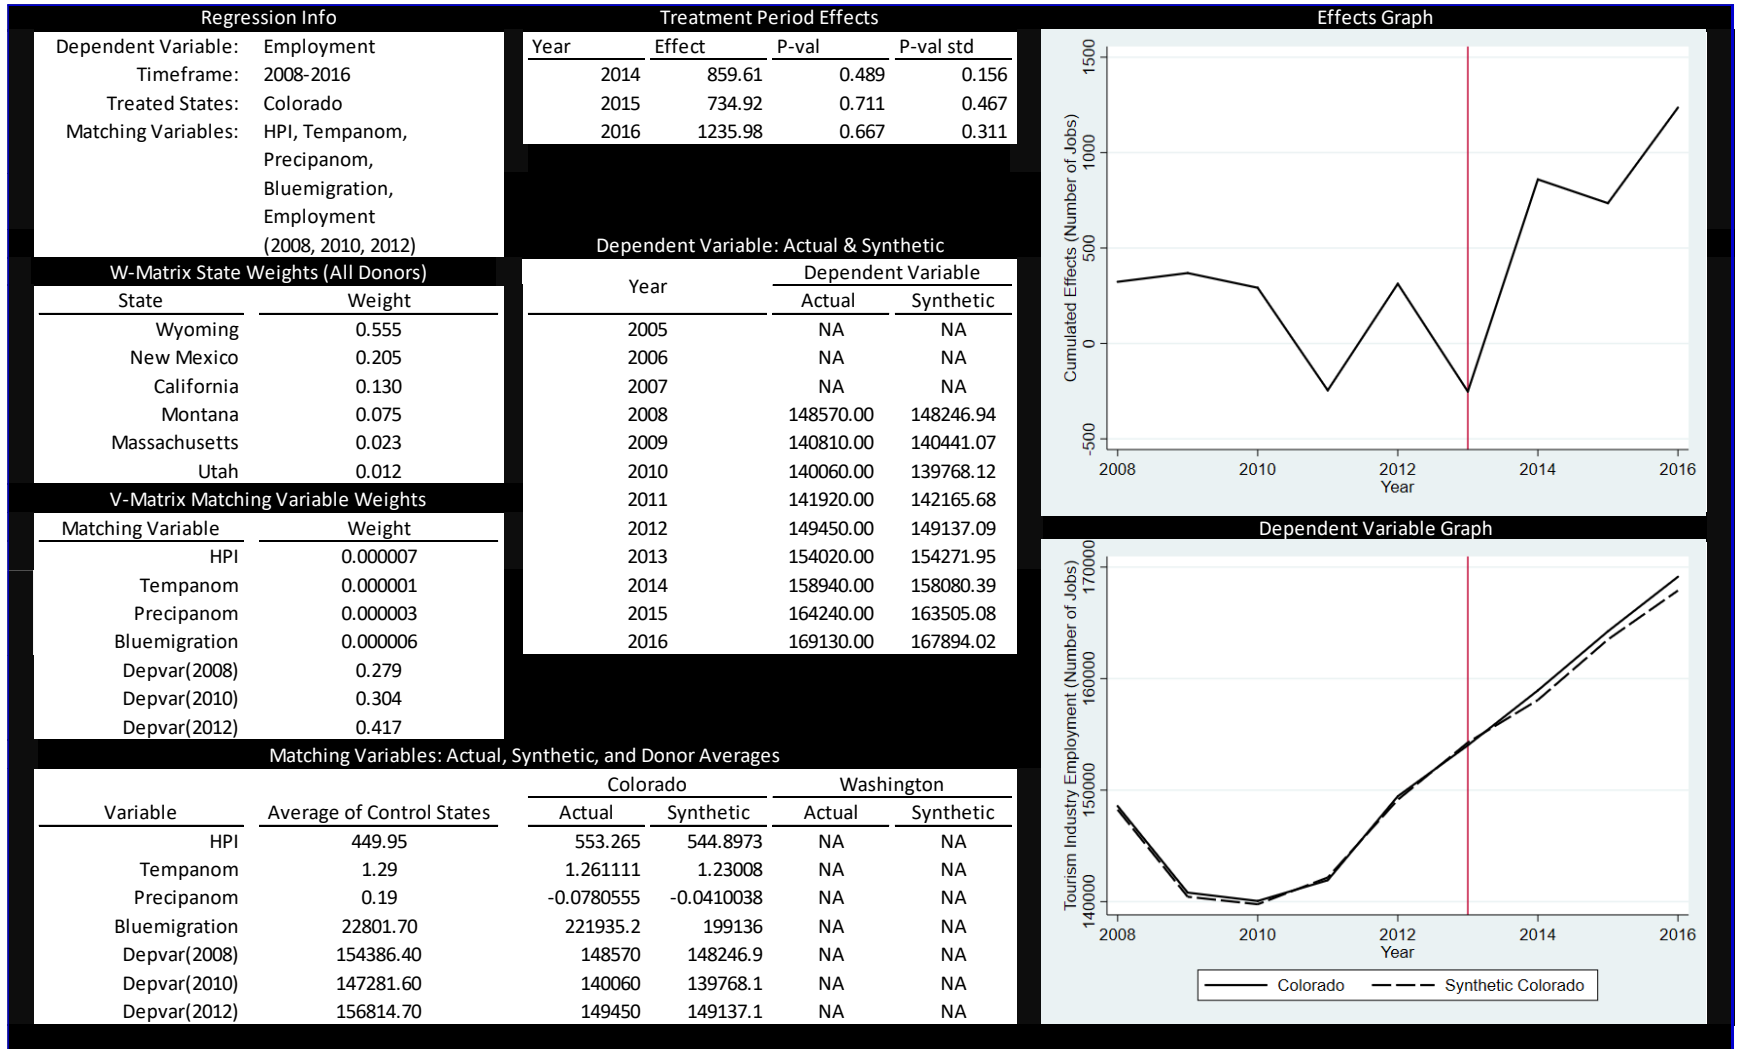 Regression Info
Dependent Variable: Employment
Timeframe: 2008-2016
Treated States: Colorado
Matching Variables: HPI, Tempanom,
Precipanom,
Bluemigration,
Employment
(2008, 2010, 2012)
W-Matrix State Weights (All Donors)
State Weight
Wyoming 0.555
New Mexico 0.205
California 0.130
Montana 0.075
Massachusetts 0.023
Utah 0.012
V-Matrix Matching Variable Weights
Matching Variable Weight
HPI 0.000007
Tempanom 0.000001
Precipanom 0.000003
Bluemigration 0.000006
Depvar(2008) 0.279
Depvar(2010) 0.304
Depvar(2012) 0.417
Treatment Period Effects
Year Effect P-val P-val std
2014 859.61 0.489 0.156
2015 734.92 0.711 0.467
2016 1235.98 0.667 0.311
Dependent Variable: Actual & Synthetic
Year Dependent Variable
Actual Synthetic
2005 NA NA
2006 NA NA
2007 NA NA
2008 148570.00 148246.94
2009 140810.00 140441.07
2010 140060.00 139768.12
2011 141920.00 142165.68
2012 149450.00 149137.09
2013 154020.00 154271.95
2014 158940.00 158080.39
2015 164240.00 163505.08
2016 169130.00 167894.02
Matching Variables: Actual, Synthetic, and Donor Averages
Colorado Washington
Variable Average of Control States Actual Synthetic Actual Synthetic
HPI 449.95 553.265 544.8973 NA NA
Tempanom 1.29 1.261111 1.23008 NA NA
Precipanom 0.19 -0.0780555 -0.0410038 NA NA
Bluemigration 22801.70 221935.2 199136 NA NA
Depvar(2008) 154386.40 148570 148246.9 NA NA
Depvar(2010) 147281.60 140060 139768.1 NA NA
Depvar(2012) 156814.70 149450 149137.1 NA NA
Effects Graph
Cumulated Effects (Number of Jobs)
1500
1000
500
0
-500
2008 2010 2012 2014 2016
Year
Dependent Variable Graph
Tourism Industry Employment (Number of Jobs)
170000
160000
150000
140000
2008 2010 2012 2014 2016
Year
Colorado Synthetic Colorado